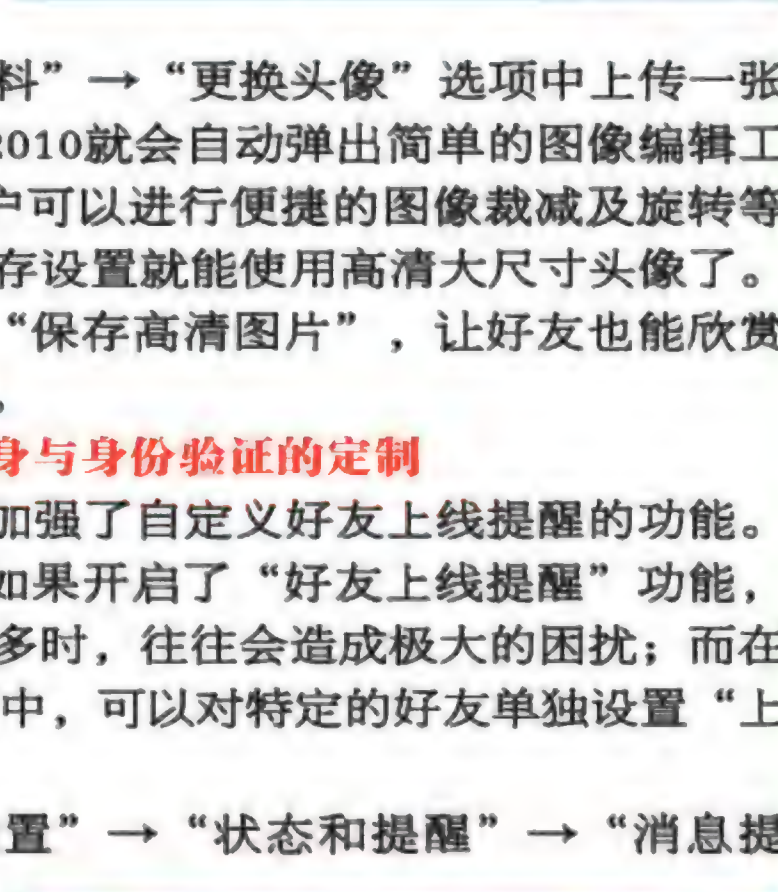 料”→“更换头像”选项中上传一张
2010就会自动弹出简单的图像编辑工
户可以进行便捷的图像裁减及旋转等
存设置就能使用高清大尺寸头像了。
“保存高清图片”，让好友也能欣赏
。
身与身份验证的定制
加强了自定义好友上线提醒的功能。
如果开启了“好友上线提醒”功能，
多时，往往会造成极大的困扰；而在
中，可以对特定的好友单独设置“上
置”→“状态和提醒”→“消息提